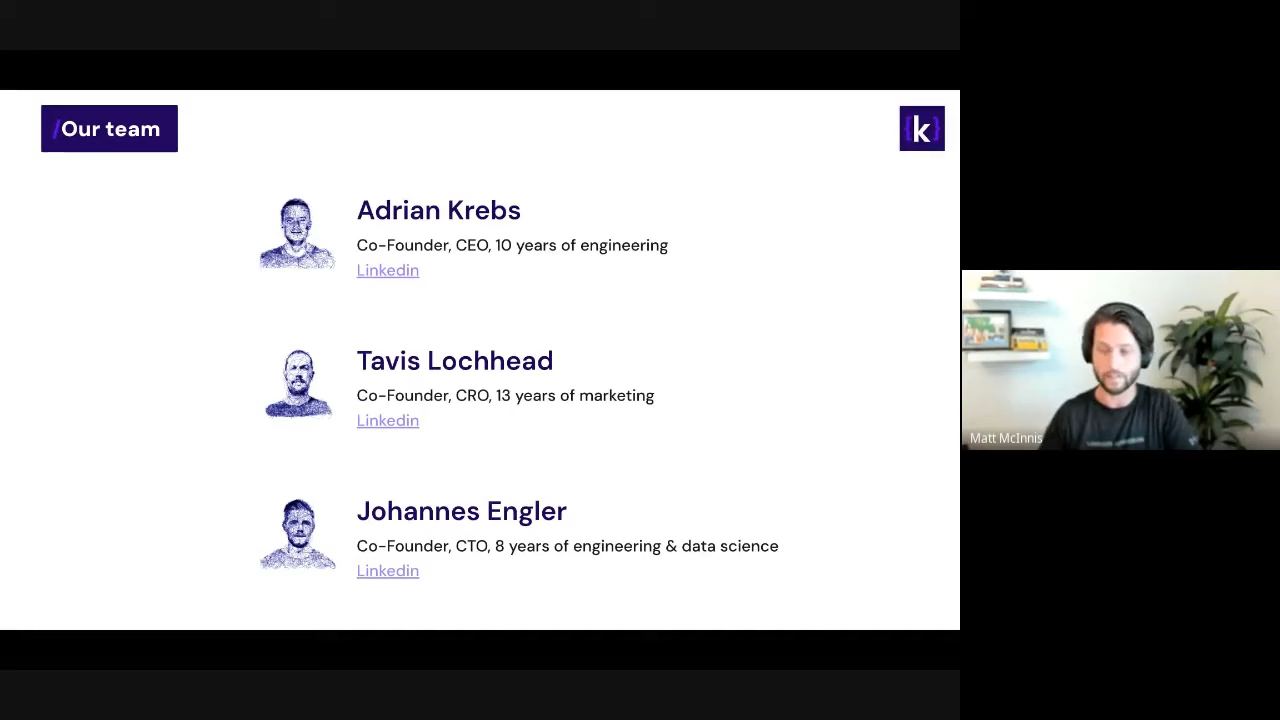 /Our team
{k}
Adrian Krebs
Co-Founder, CEO, 10 years of engineering
Linkedin
Tavis Lochhead
Co-Founder, CRO, 13 years of marketing
Linkedin
Johannes Engler
Co-Founder, CTO, 8 years of engineering & data science
Linkedin
Matt McInnis